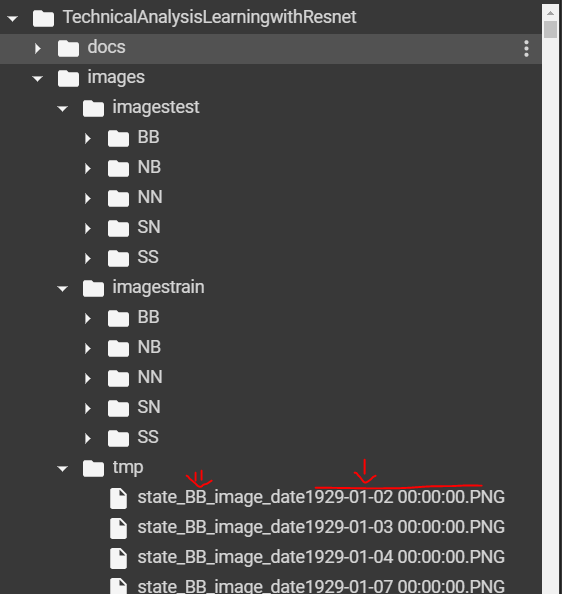 TechnicalAnalysisLearningwithResnet
docs
images
imagestest
BB
NB
NN
SN
SS
imagestrain
BB
NB
NN
SN
SS
tmp
state_BB_image_date1929-01-02 00:00:00.PNG
state_BB_image_date1929-01-03 00:00:00.PNG
state_BB_image_date1929-01-04 00:00:00.PNG
state_BB_image_date1929-01-07 00:00:00.PNG